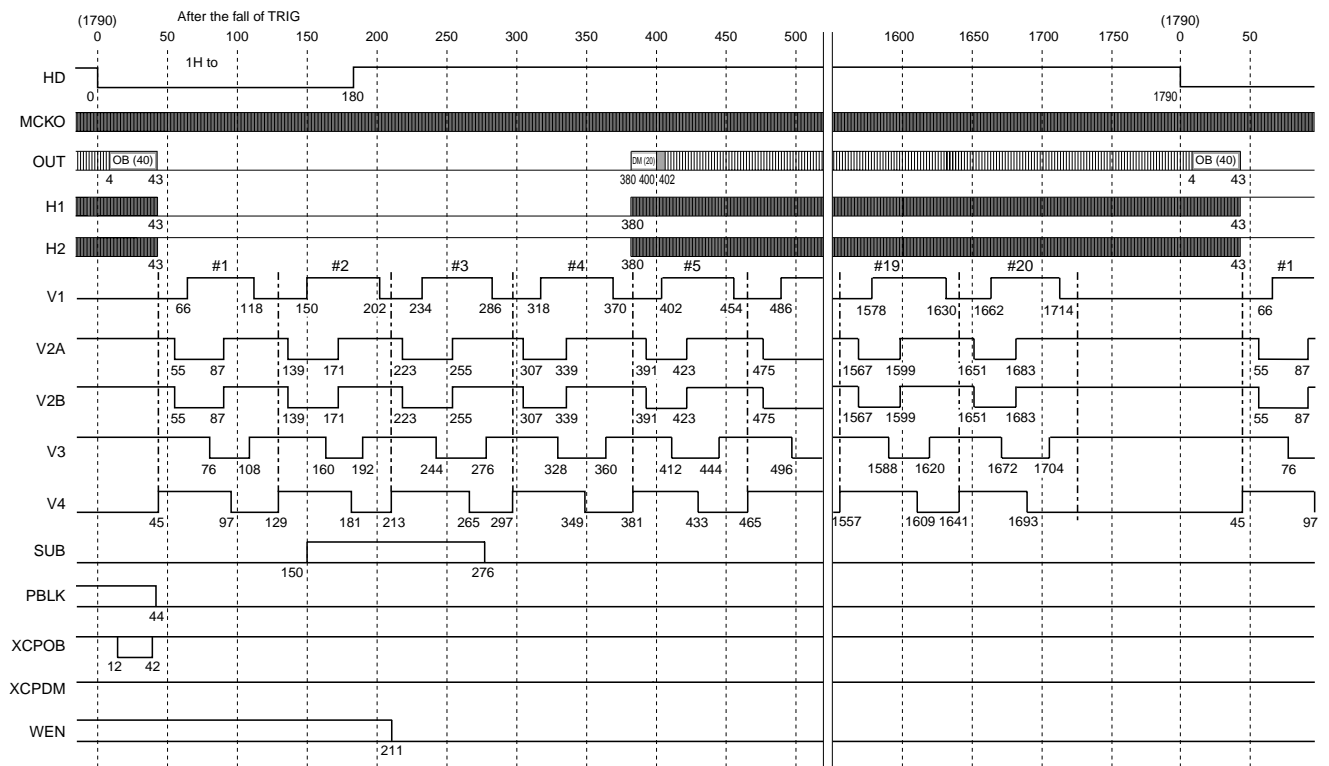 (1790) After the fall of TRIG (1790)
0 50 100 150 200 250 300 350 400 450 500 1600 1650 1700 1750 0 50
1H to
HD
0 180 1790
MCKO
OUT OB (40) DM (20) OB (40)
4 43 380 400 402 4 43
H1
43 380 43
H2
43 380 43
#1 #2 #3 #4 #5 #19 #20 #1
V1
66 118 150 202 234 286 318 370 402 454 486 1578 1630 1662 1714 66
V2A
55 87 139 171 223 255 307 339 391 423 475 1567 1599 1651 1683 55 87
V2B
55 87 139 171 223 255 307 339 391 423 475 1567 1599 1651 1683 55 87
V3
76 108 160 192 244 276 328 360 412 444 496 1588 1620 1672 1704 76
V4
45 97 129 181 213 265 297 349 381 433 465 1557 1609 1641 1693 45 97
SUB
150 276
PBLK
44
XCPOB
12 42
XCPDM
WEN
211